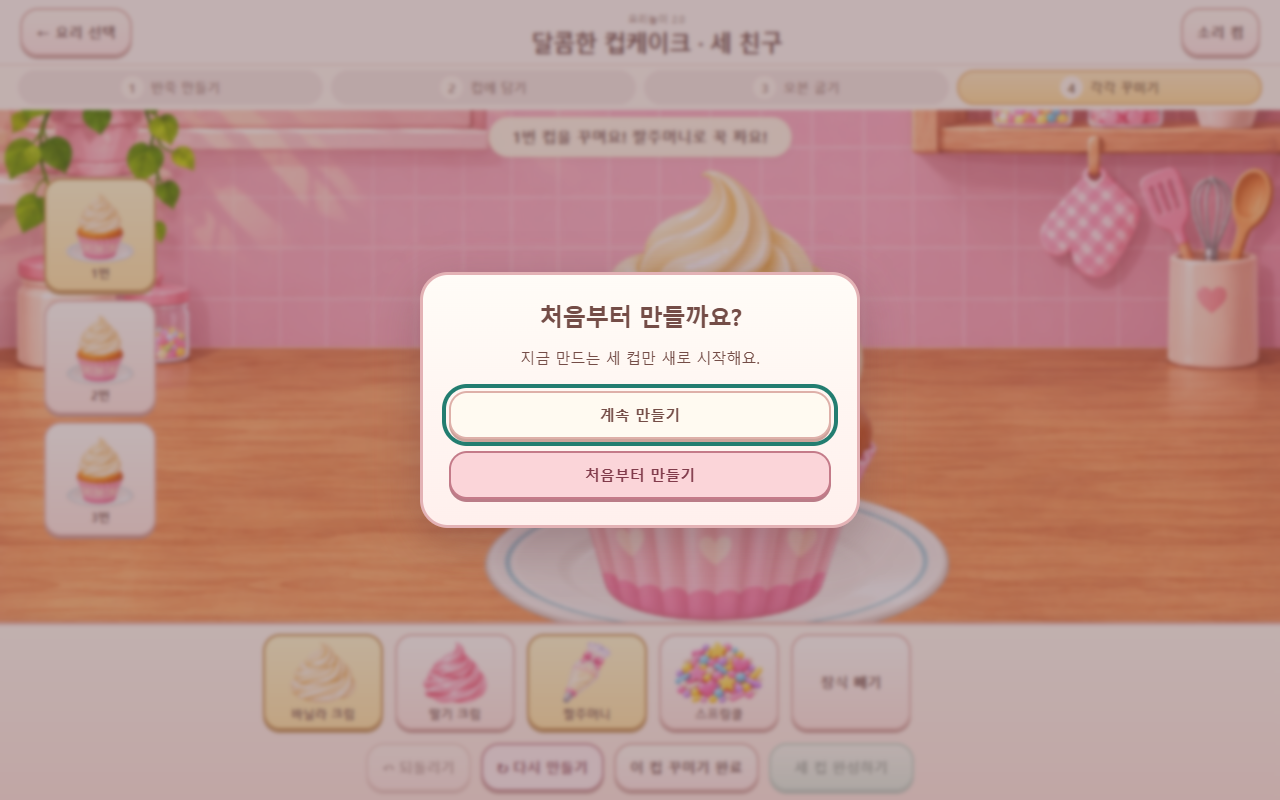 ← 요리 선택
달콤한 컵케이크 · 세 친구
소리 켬
1 반죽 만들기
2 컵에 담기
3 오븐 굽기
4 각각 꾸미기
1번 컵을 꾸며요! 짤주머니로 꾹 짜요!
1번
2번
3번
처음부터 만들까요?
지금 만드는 세 컵만 새로 시작해요.
계속 만들기
처음부터 만들기
바닐라 크림
딸기 크림
짤주머니
스프링클
장식 빼기
↶ 되돌리기
↻ 다시 만들기
이 컵 꾸미기 완료
세 컵 완성하기